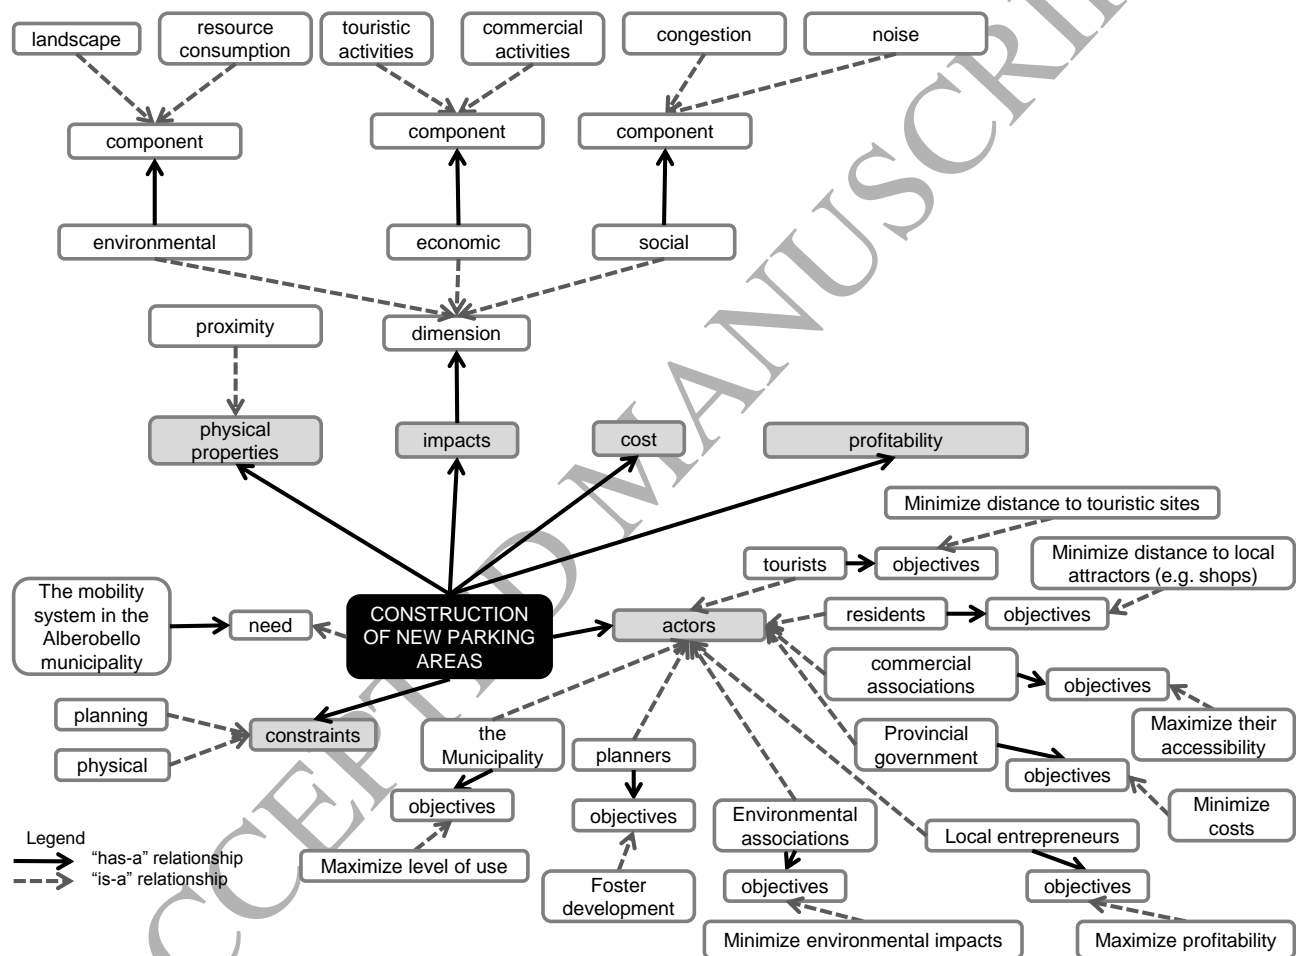 landscape
resource
consumption
touristic
activities
commercial
activities
congestion
noise
component
component
component
environmental
economic
social
proximity
dimension
physical
properties
impacts
cost
profitability
Minimize distance to touristic sites
tourists
objectives
Minimize distance to local
attractors (e.g. shops)
The mobility
system in the
Alberobello
municipality
need
CONSTRUCTION
OF NEW PARKING
AREAS
actors
residents
objectives
commercial
associations
objectives
planning
physical
constraints
the
Municipality
planners
Provincial
government
Maximize their
accessibility
objectives
objectives
objectives
Environmental
associations
Minimize
costs
Local entrepreneurs
Legend
"has-a" relationship
"is-a" relationship
Maximize level of use
Foster
development
objectives
objectives
Minimize environmental impacts
Maximize profitability
CCEPTED MANUSCRI